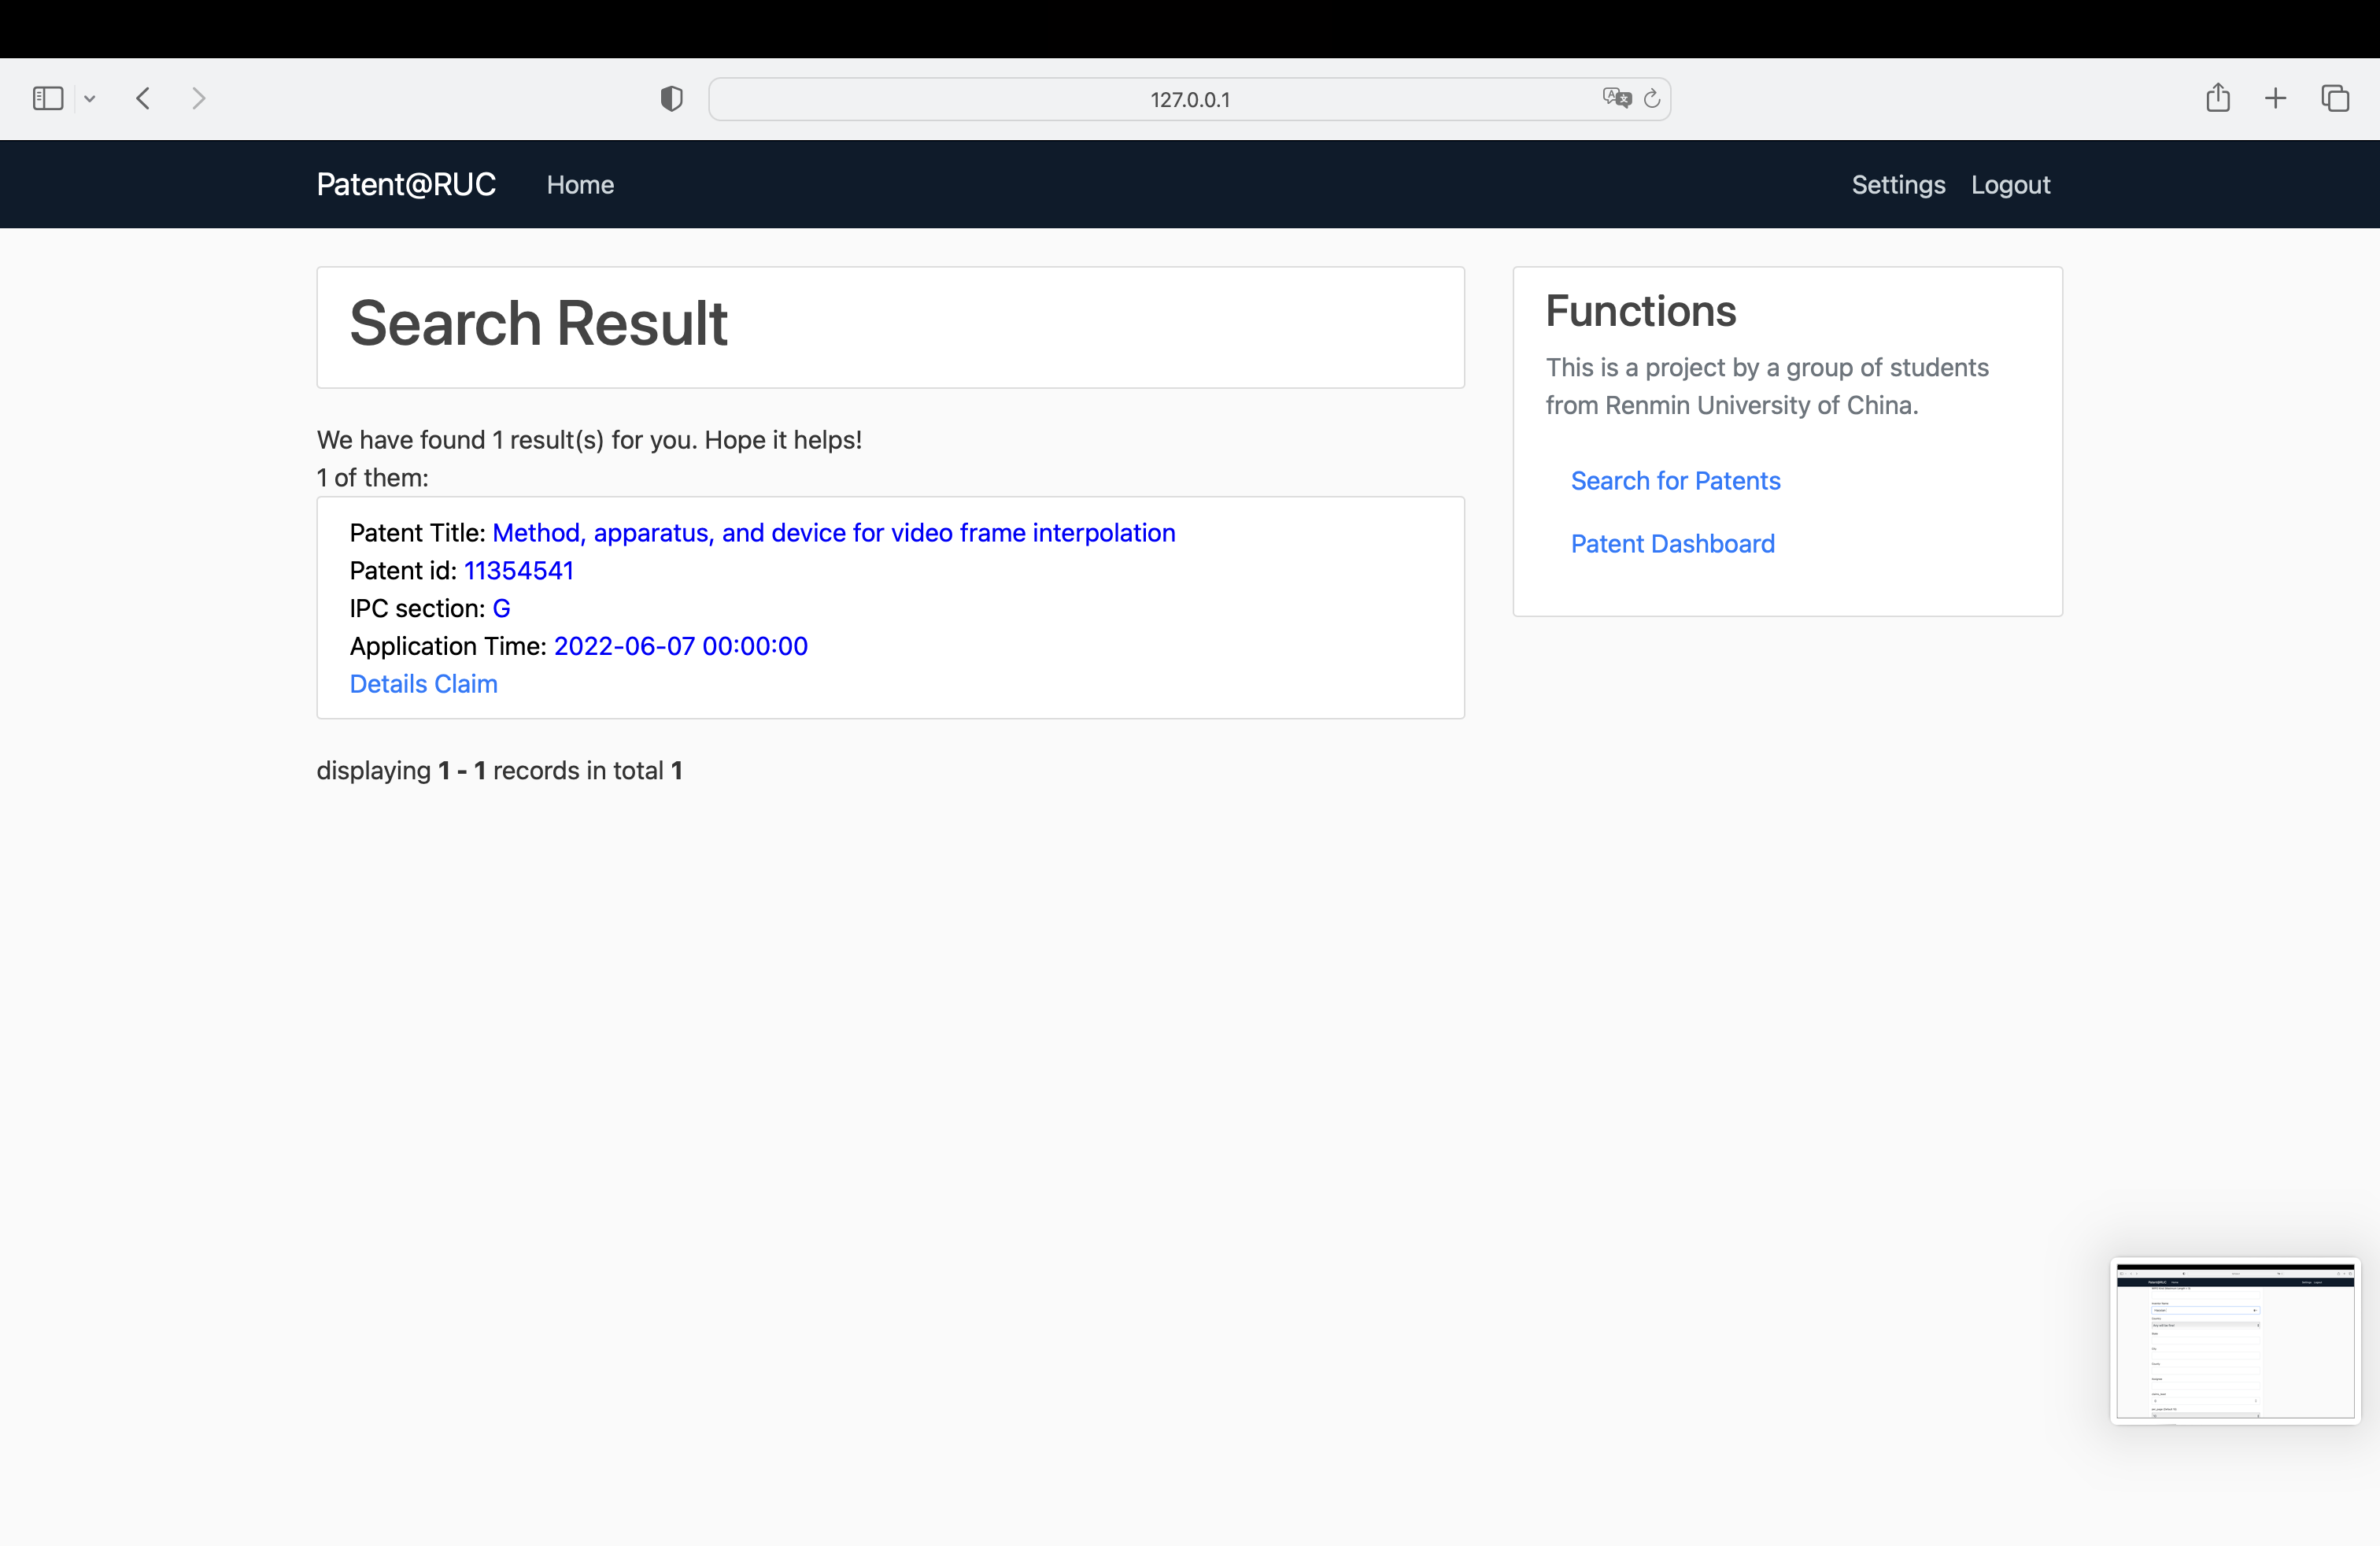 127.0.0.1
Patent@RUC Home Settings Logout
Search Result
We have found 1 result(s) for you. Hope it helps!
1 of them:
Patent Title: Method, apparatus, and device for video frame interpolation
Patent id: 11354541
IPC section: G
Application Time: 2022-06-07 00:00:00
Details Claim
displaying 1 - 1 records in total 1
Functions
This is a project by a group of students
from Renmin University of China.
Search for Patents
Patent Dashboard